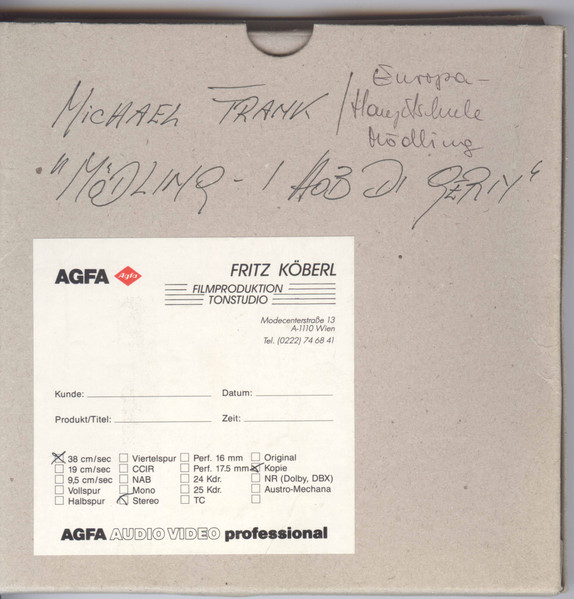 MICHAEL FRANK / Europa-
Hauptschule
Mödling
"MÖDLING - I HOB DI GERN"
AGFA Agfa
FRITZ KÖBERL
FILMPRODUKTION
TONSTUDIO
Modecenterstraße 13
A-1110 Wien
Tel. (0222) 74 68 41
Kunde: Datum:
Produkt/Titel: Zeit:
38 cm/sec Viertelspur Perf. 16 mm Original
19 cm/sec CCIR Perf. 17.5 mm Kopie
9,5 cm/sec NAB 24 Kdr. NR (Dolby, DBX)
Vollspur Mono 25 Kdr. Austro-Mechana
Halbspur Stereo TC
AGFA AUDIO VIDEO professional